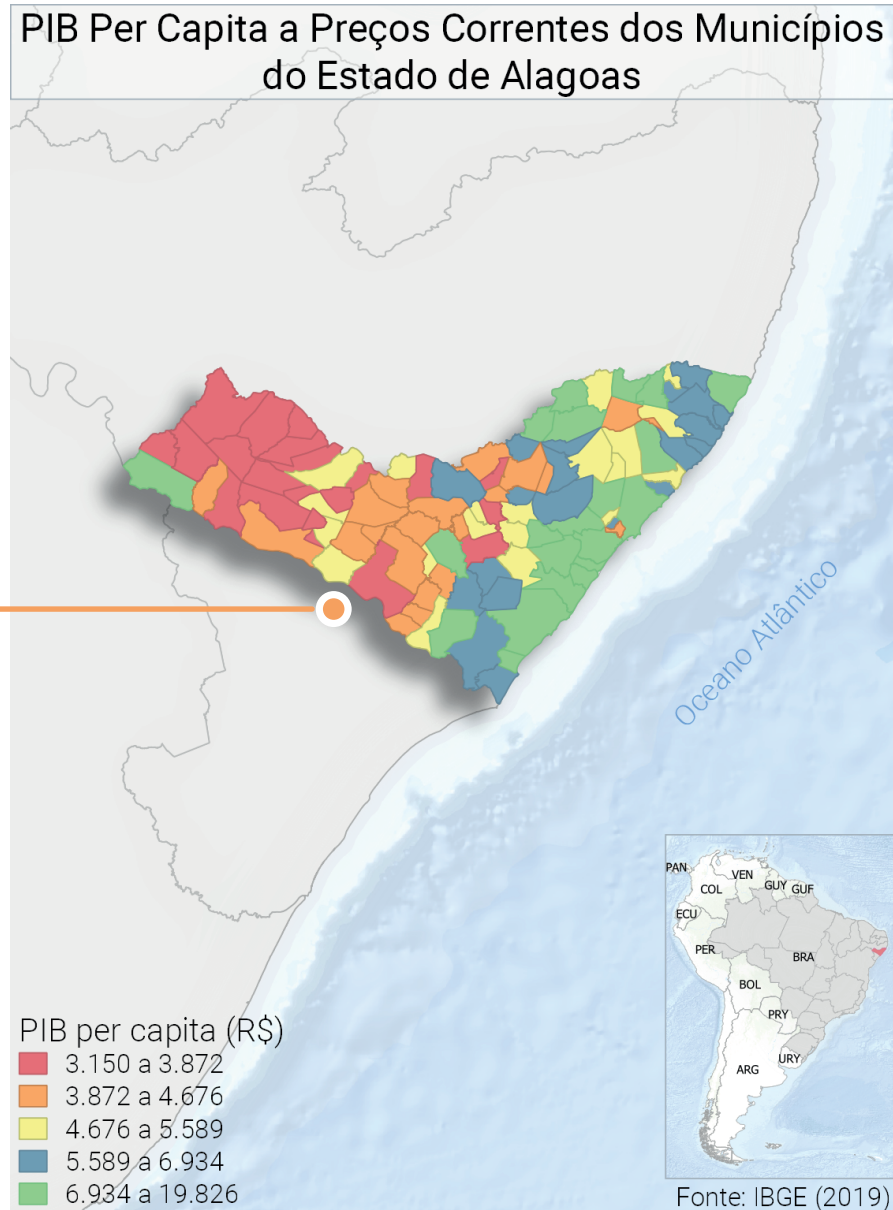 PIB Per Capita a Preços Correntes dos Municípios
do Estado de Alagoas
Oceano Atlântico
PAN
VEN
COL
GUY
GUF
ECU
PER
BRA
BOL
PRY
ARG
URY
PIB per capita (R$)
3.150 a 3.872
3.872 a 4.676
4.676 a 5.589
5.589 a 6.934
6.934 a 19.826
Fonte: IBGE (2019)